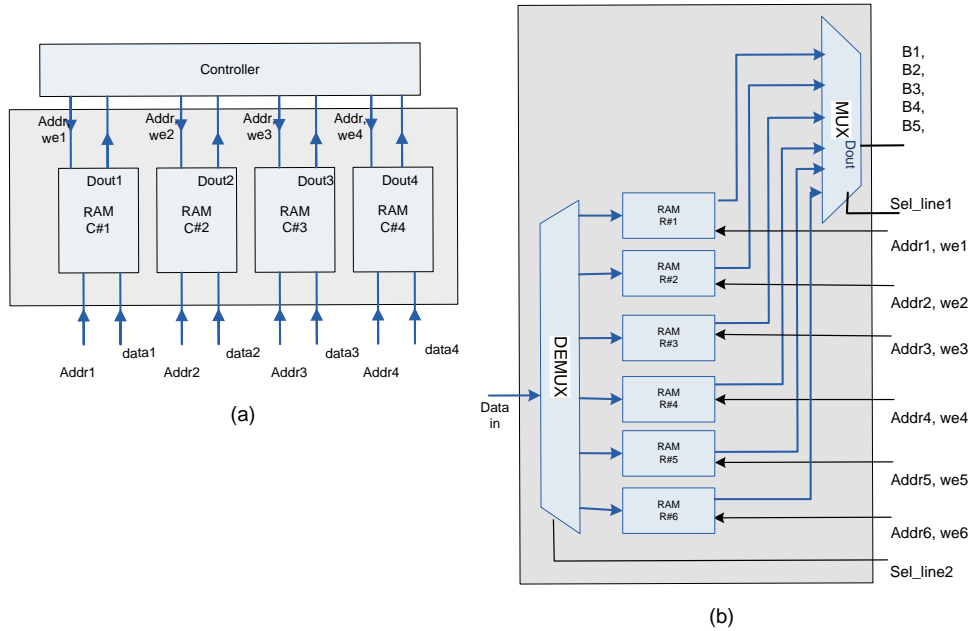 Controller
Addr,
we1
Addr,
we2
Addr,
we3
Addr,
we4
Dout1
Dout2
Dout3
Dout4
RAM
C#1
RAM
C#2
RAM
C#3
RAM
C#4
data1
data2
data3
data4
Addr1
Addr2
Addr3
Addr4
(a)
B1,
B2,
B3,
B4,
B5,
MUX
Dout
Sel_line1
RAM
R#1
Addr1, we1
RAM
R#2
Addr2, we2
RAM
R#3
Addr3, we3
DEMUX
Data
in
RAM
R#4
Addr4, we4
RAM
R#5
Addr5, we5
RAM
R#6
Addr6, we6
Sel_line2
(b)